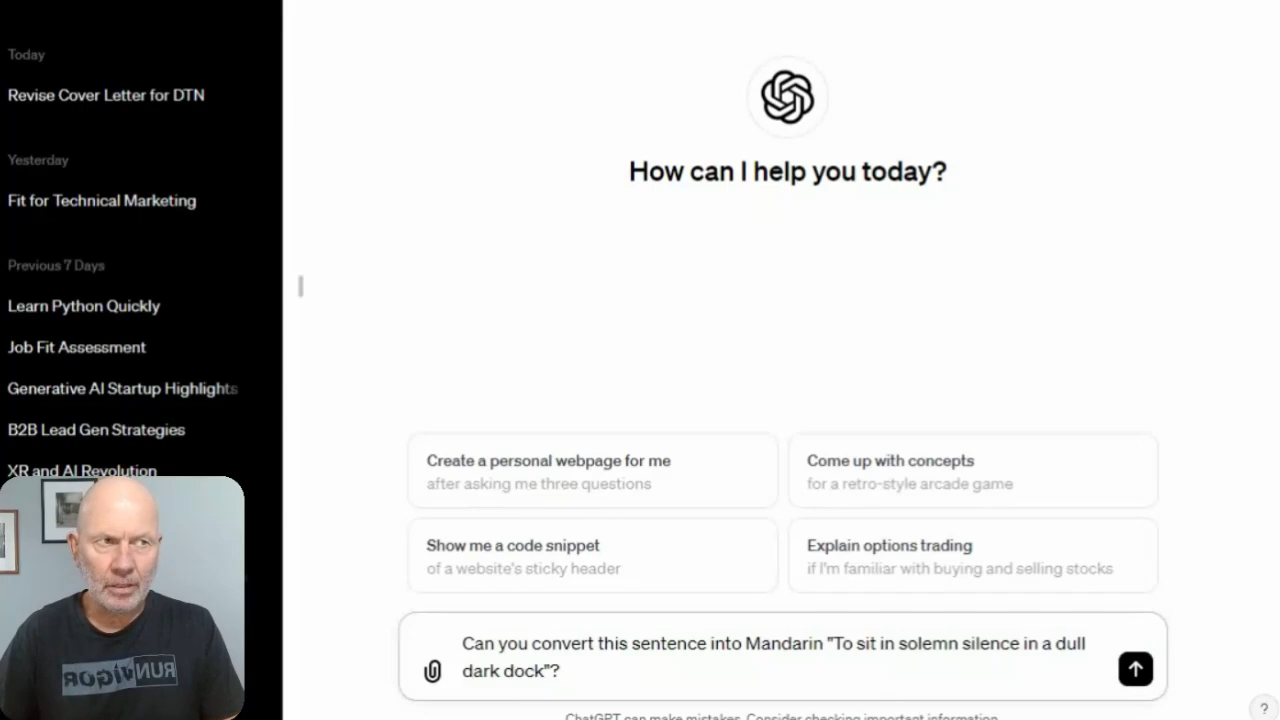 Today
Revise Cover Letter for DTN
Yesterday
Fit for Technical Marketing
Previous 7 Days
Learn Python Quickly
Job Fit Assessment
Generative AI Startup Highlights
B2B Lead Gen Strategies
XR and AI Revolution
RUNVIGOR
How can I help you today?
Create a personal webpage for me
after asking me three questions
Come up with concepts
for a retro-style arcade game
Show me a code snippet
of a website's sticky header
Explain options trading
if I'm familiar with buying and selling stocks
Can you convert this sentence into Mandarin "To sit in solemn silence in a dull
dark dock"?
ChatGPT can make mistakes. Consider checking important information.
?